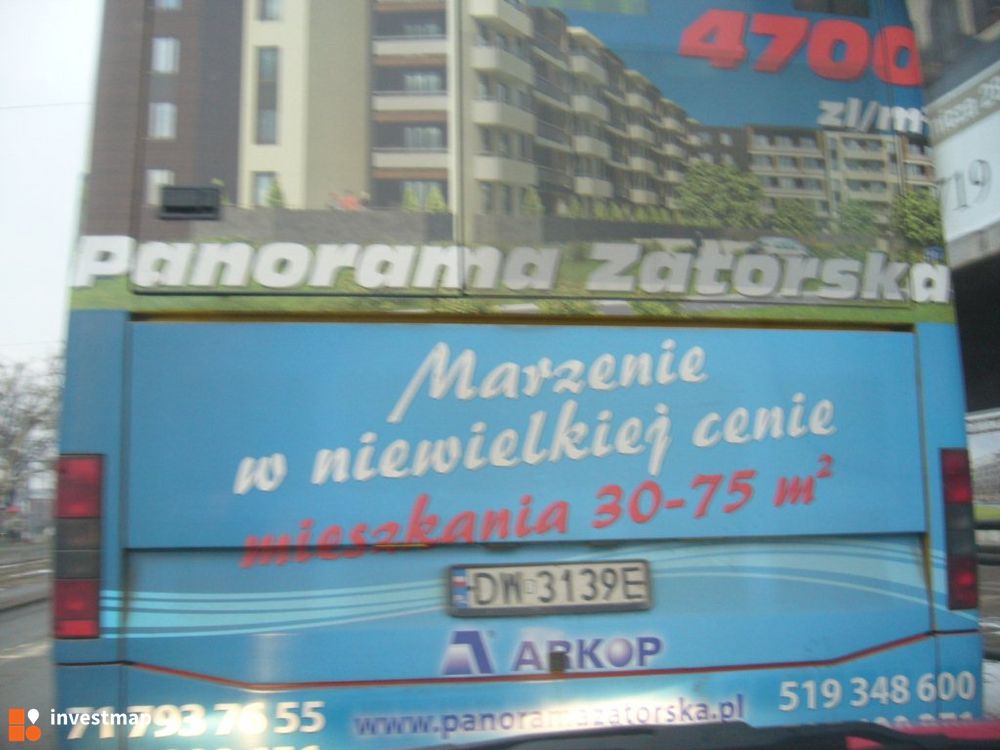 4700
zł/m
Panorama Zatorska
719
Marzenie
w niewielkiej cenie
mieszkania 30-75 m²
DW 3139E
ARKOP
71 793 76 55
www.panoramazatorska.pl
519 348 600
investmap